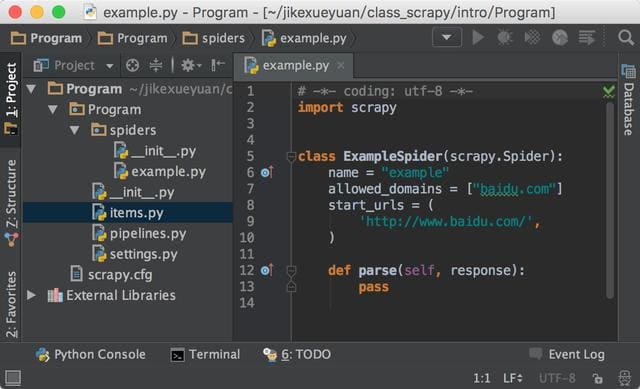 example.py - Program - [~/jikexueyuan/class_scrapy/intro/Program]
Program Program spiders example.py
1: Project
7: Structure
2: Favorites
Project
Program ~/jikexueyuan/c
Program
spiders
__init__.py
example.py
__init__.py
items.py
pipelines.py
settings.py
scrapy.cfg
External Libraries
example.py
1 # -*- coding: utf-8 -*-
2 import scrapy
3
4
5 class ExampleSpider(scrapy.Spider):
6 name = "example"
7 allowed_domains = ["baidu.com"]
8 start_urls = (
9 'http://www.baidu.com/',
10 )
11
12 def parse(self, response):
13 pass
14
Database
Python Console Terminal 6: TODO Event Log
1:1 LF UTF-8